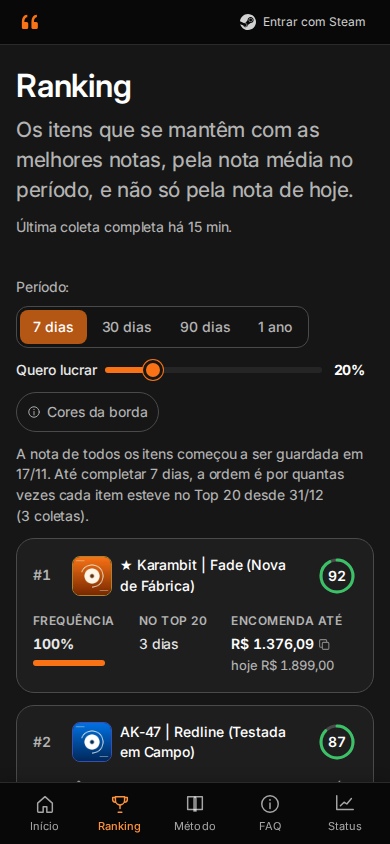 Entrar com Steam
Ranking
Os itens que se mantêm com as
melhores notas, pela nota média no
período, e não só pela nota de hoje.
Última coleta completa há 15 min.
Período:
7 dias 30 dias 90 dias 1 ano
Quero lucrar 20%
Cores da borda
A nota de todos os itens começou a ser guardada em
17/11. Até completar 7 dias, a ordem é por quantas
vezes cada item esteve no Top 20 desde 31/12
(3 coletas).
#1 ★ Karambit | Fade (Nova
de Fábrica) 92
FREQUÊNCIA NO TOP 20 ENCOMENDA ATÉ
100% 3 dias R$ 1.376,09
hoje R$ 1.899,00
#2 AK-47 | Redline (Testada
em Campo) 87
Início Ranking Método FAQ Status